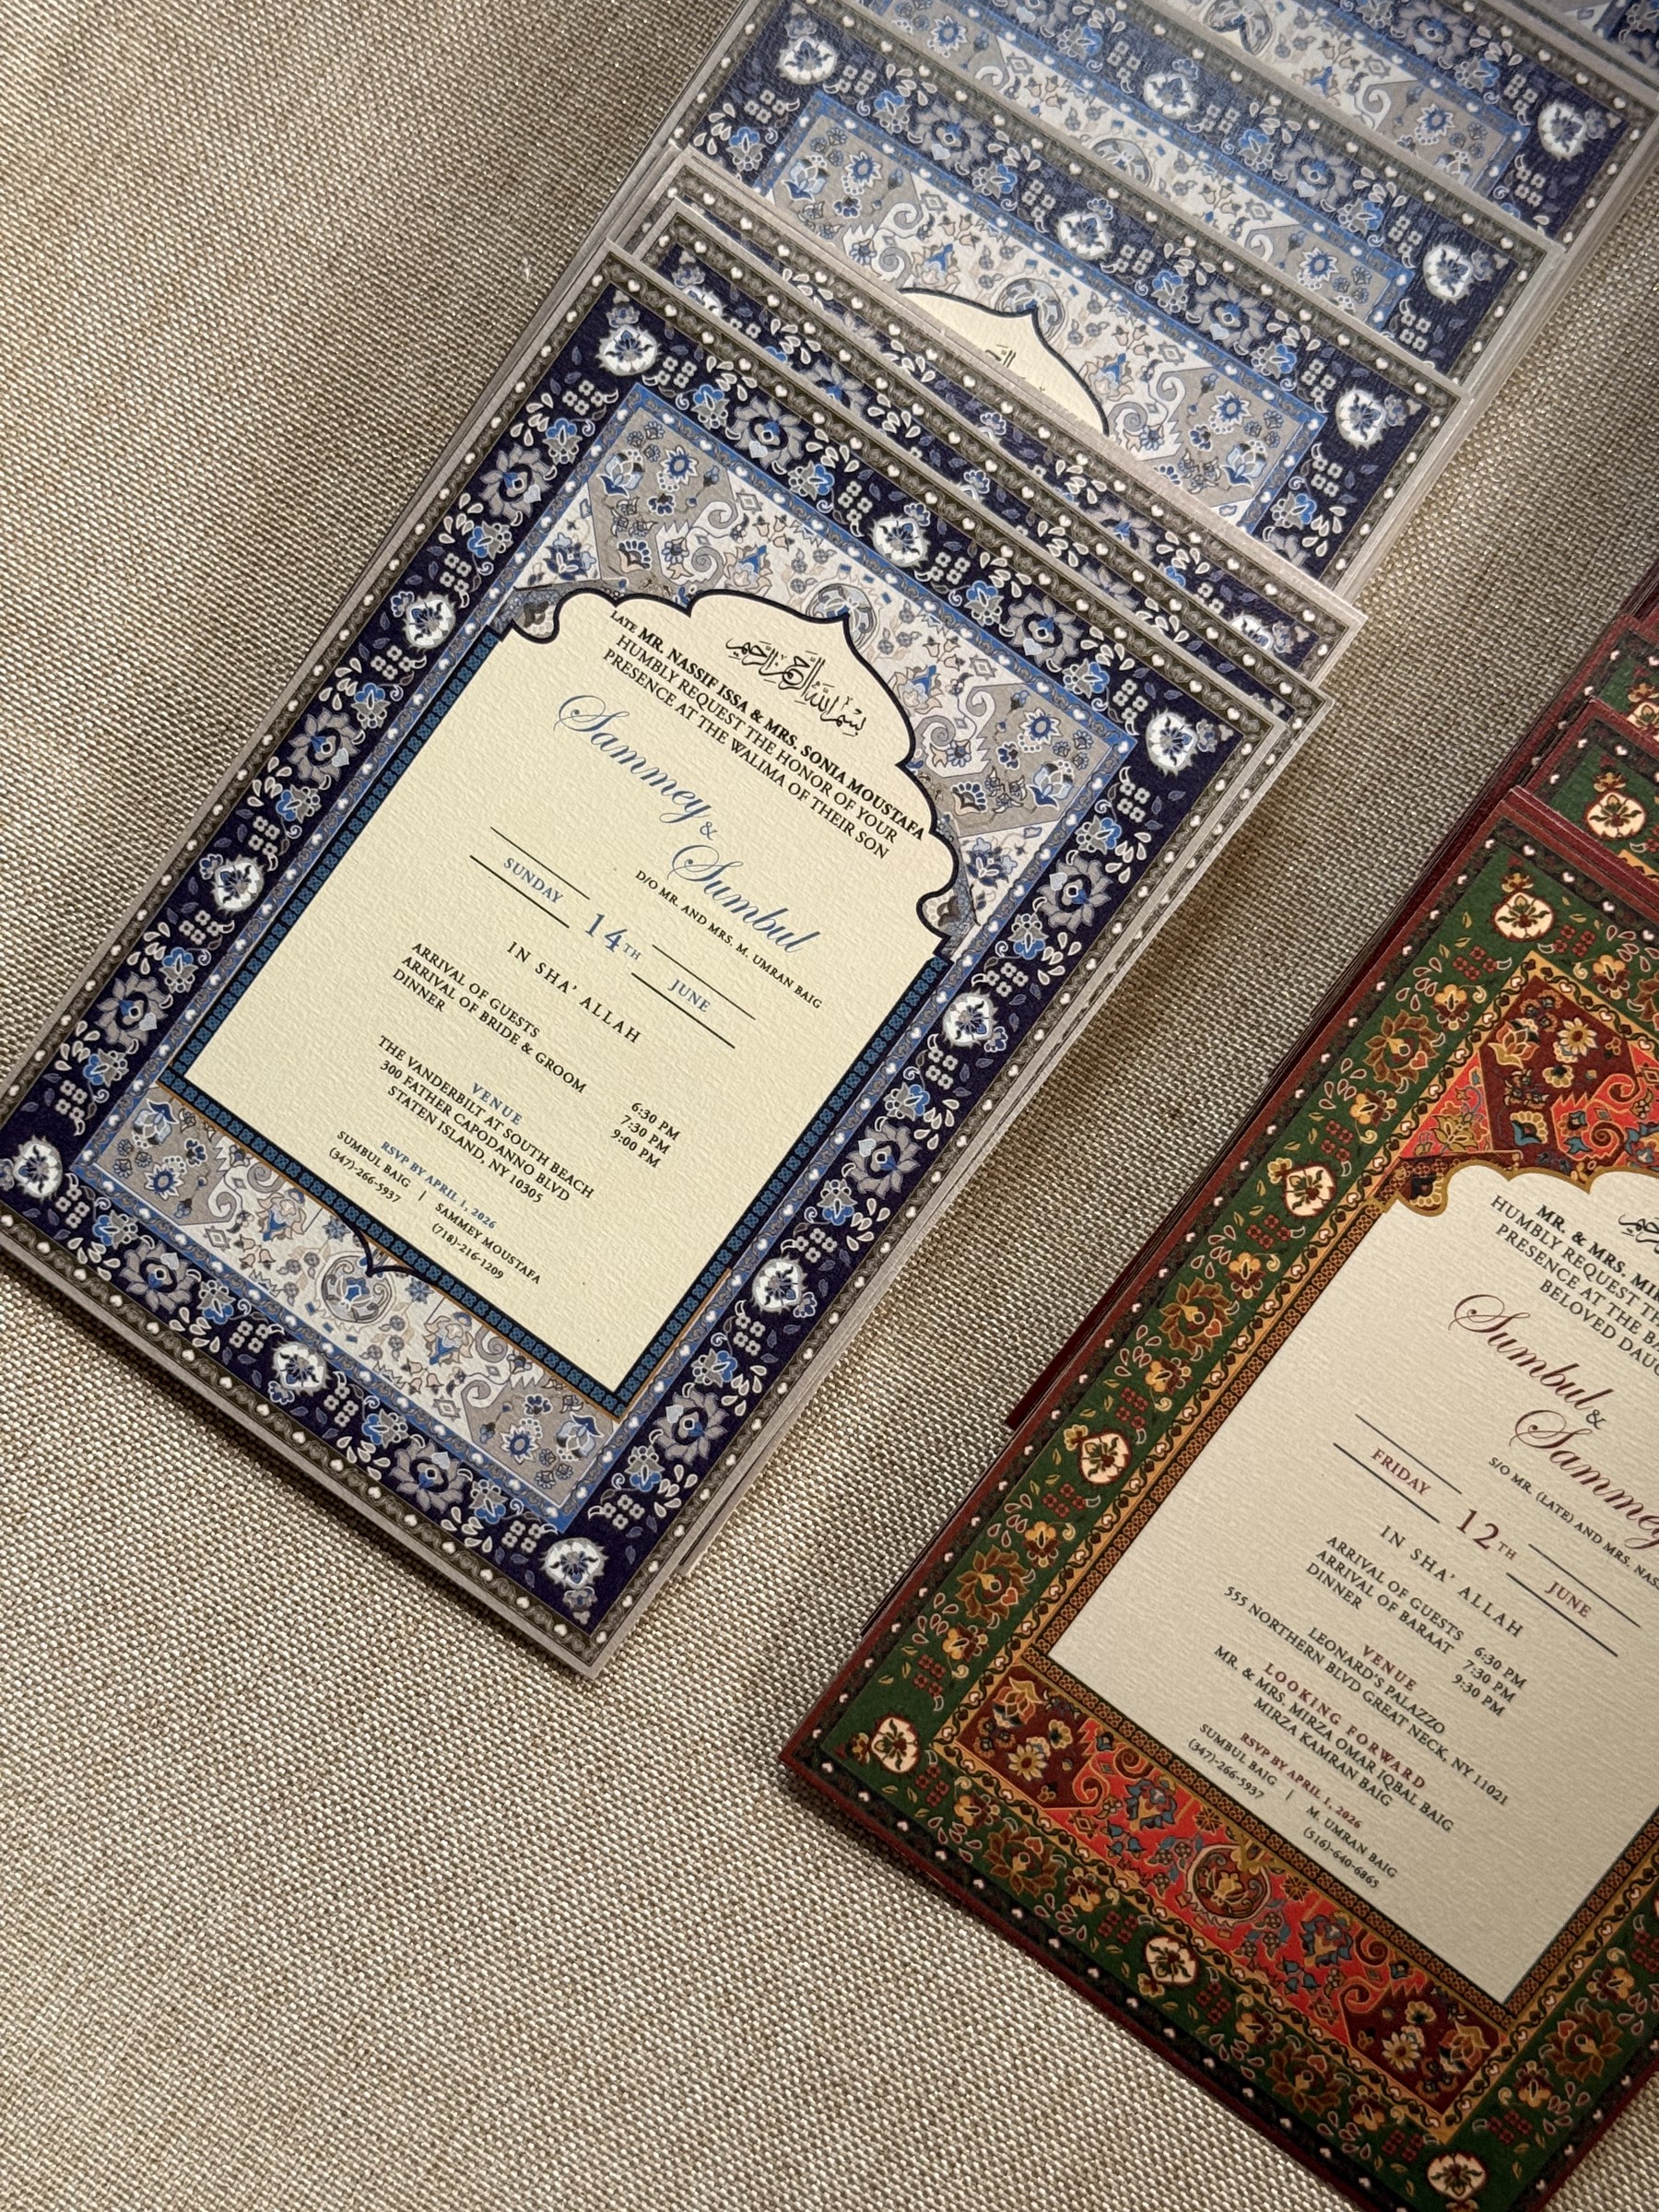 بسم الله الرحمن الرحيم
LATE MR. NASSIF ISSA & MRS. SONIA MOUSTAFA
HUMBLY REQUEST THE HONOR OF YOUR
PRESENCE AT THE WALIMA OF THEIR SON
Sammey
&
Sumbul
D/O MR. AND MRS. M. UMRAN BAIG
SUNDAY 14TH JUNE
IN SHA' ALLAH
ARRIVAL OF GUESTS 6:30 PM
ARRIVAL OF BRIDE & GROOM 7:30 PM
DINNER 9:00 PM
VENUE
THE VANDERBILT AT SOUTH BEACH
300 FATHER CAPODANNO BLVD
STATEN ISLAND, NY 10305
RSVP BY APRIL 1, 2026
SUMBUL BAIG | SAMMEY MOUSTAFA
(347)-266-5937 (718)-216-1209
MR. & MRS.
HUMBLY REQUEST
PRESENCE AT THE
BELOVED
Sumbul
&
Sammey
S/O MR. (LATE) AND MRS.
FRIDAY 12TH JUNE
IN SHA' ALLAH
ARRIVAL OF GUESTS 6:30 PM
ARRIVAL OF BARAAT 7:30 PM
DINNER 9:30 PM
VENUE
LEONARD'S PALAZZO
555 NORTHERN BLVD GREAT NECK, NY 11021
LOOKING FORWARD
MR. & MRS. MIRZA OMAR IQBAL BAIG
MIRZA KAMRAN BAIG
RSVP BY APRIL 1, 2026
SUMBUL BAIG | M. UMRAN BAIG
(347)-266-5937 (516)-640-6865